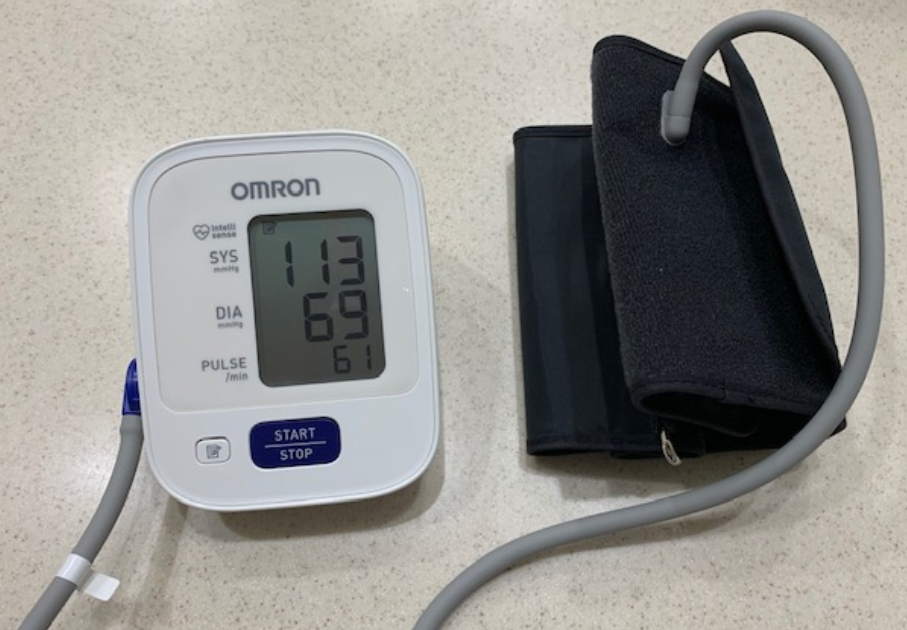 OMRON
intelli
sense
SYS
mmHg
113
DIA
mmHg
69
PULSE
/min
61
START
STOP